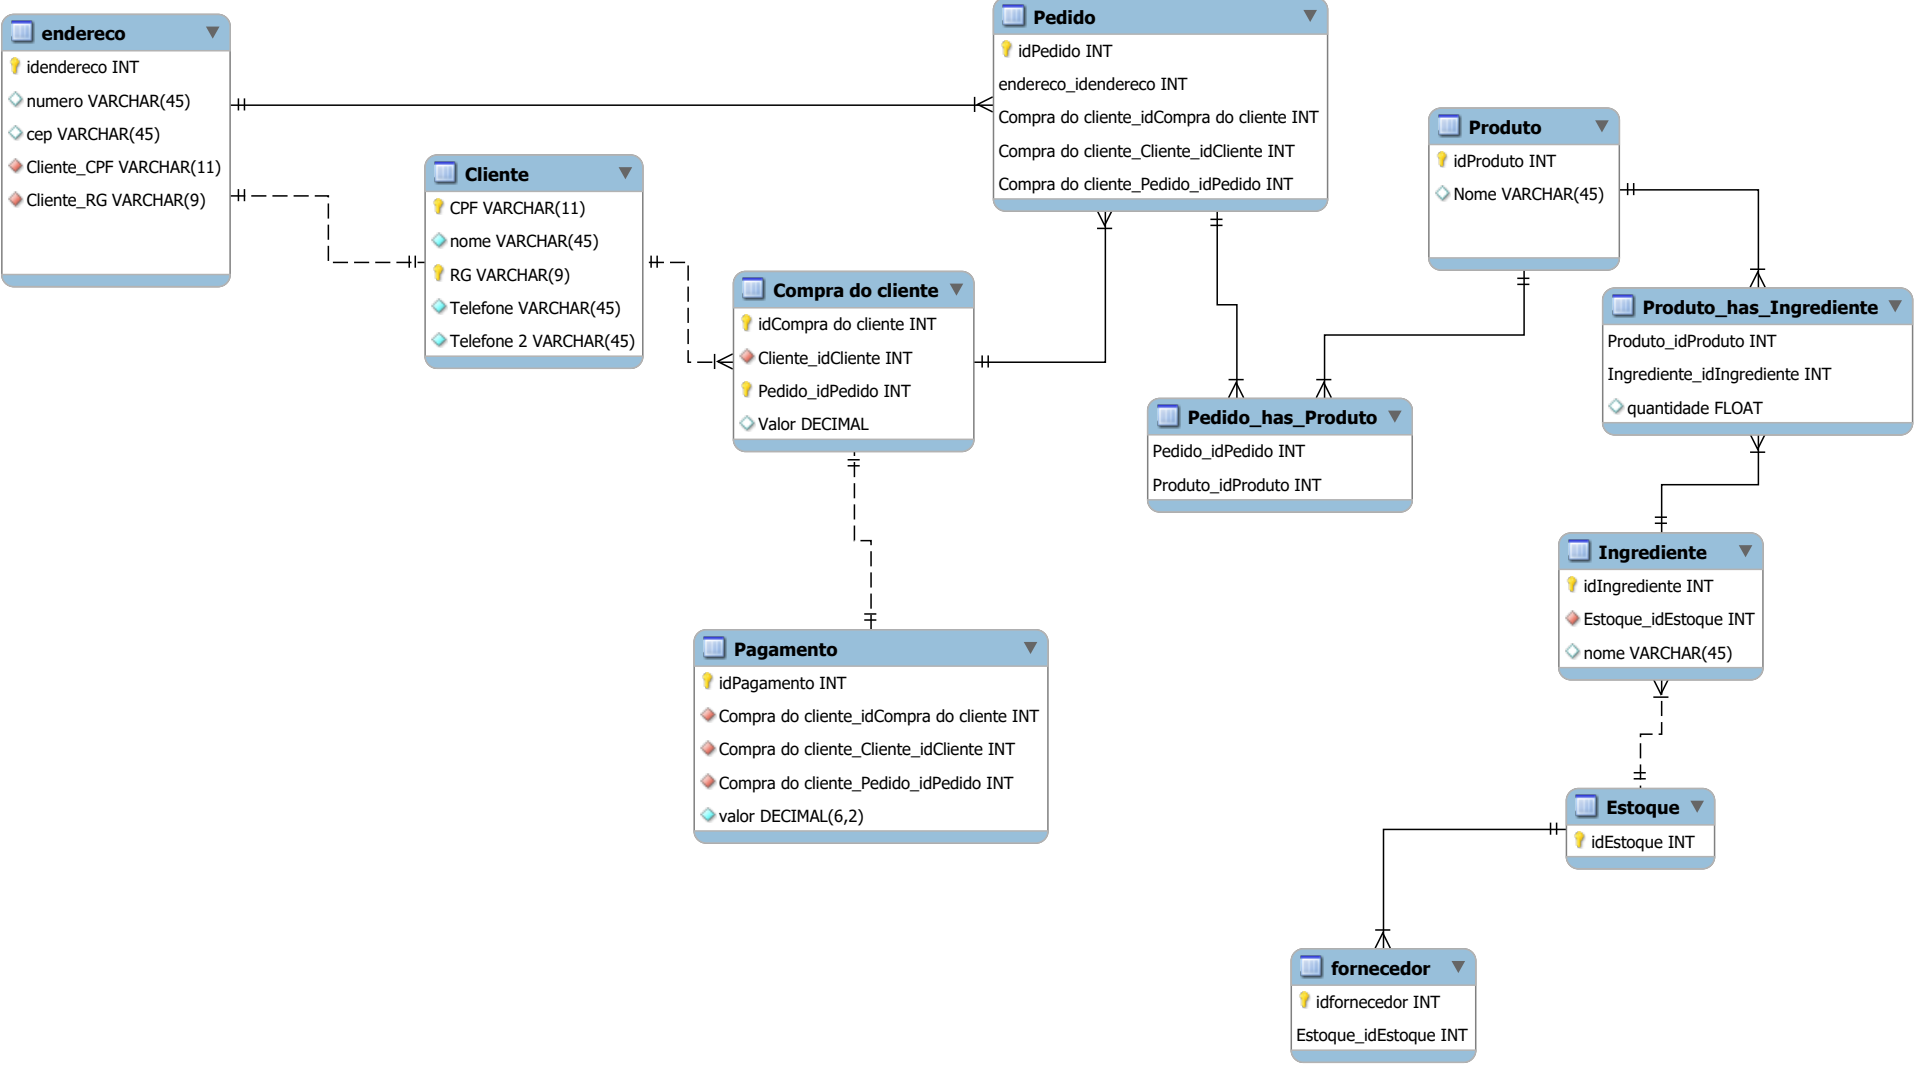 endereco
idendereco INT
numero VARCHAR(45)
cep VARCHAR(45)
Cliente_CPF VARCHAR(11)
Cliente_RG VARCHAR(9)
Cliente
CPF VARCHAR(11)
nome VARCHAR(45)
RG VARCHAR(9)
Telefone VARCHAR(45)
Telefone 2 VARCHAR(45)
Compra do cliente
idCompra do cliente INT
Cliente_idCliente INT
Pedido_idPedido INT
Valor DECIMAL
Pedido
idPedido INT
endereco_idendereco INT
Compra do cliente_idCompra do cliente INT
Compra do cliente_Cliente_idCliente INT
Compra do cliente_Pedido_idPedido INT
Produto
idProduto INT
Nome VARCHAR(45)
Produto_has_Ingrediente
Produto_idProduto INT
Ingrediente_idIngrediente INT
quantidade FLOAT
Pedido_has_Produto
Pedido_idPedido INT
Produto_idProduto INT
Ingrediente
idIngrediente INT
Estoque_idEstoque INT
nome VARCHAR(45)
Pagamento
idPagamento INT
Compra do cliente_idCompra do cliente INT
Compra do cliente_Cliente_idCliente INT
Compra do cliente_Pedido_idPedido INT
valor DECIMAL(6,2)
Estoque
idEstoque INT
fornecedor
idfornecedor INT
Estoque_idEstoque INT